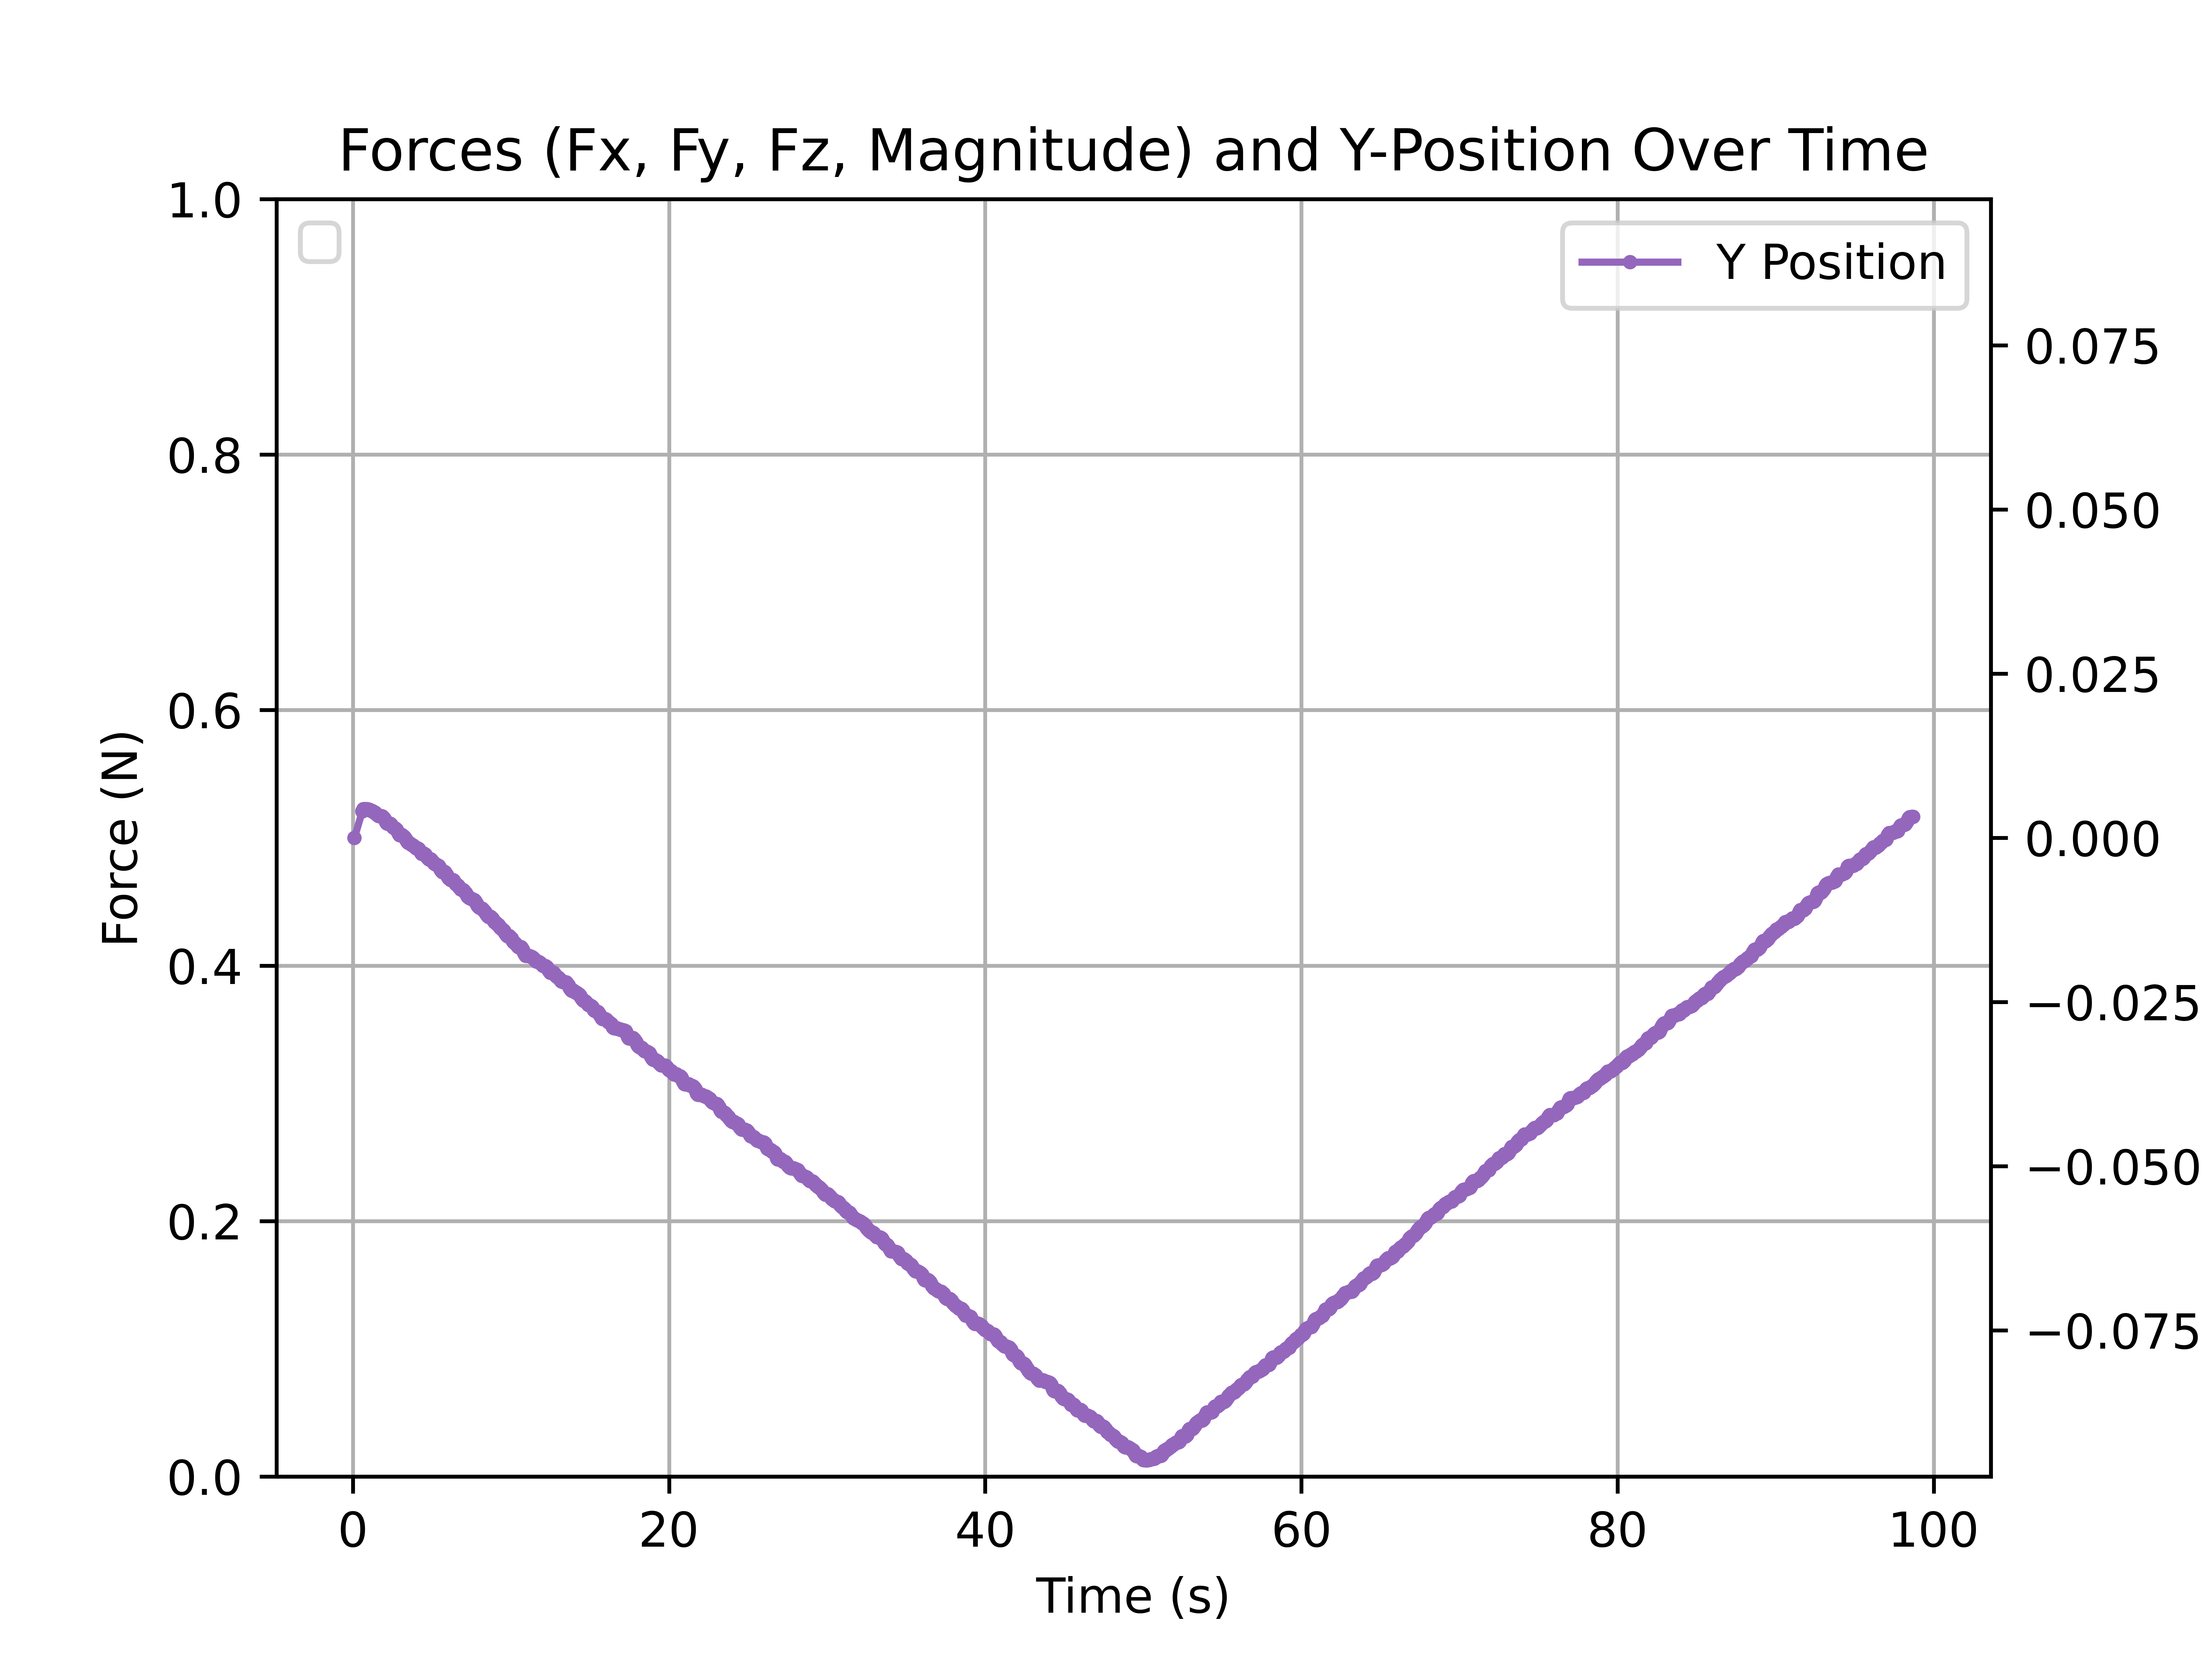 Forces (Fx, Fy, Fz, Magnitude) and Y-Position Over Time
Y Position
Force (N)
1.0
0.8
0.6
0.4
0.2
0.0
0.075
0.050
0.025
0.000
−0.025
−0.050
−0.075
0 20 40 60 80 100
Time (s)